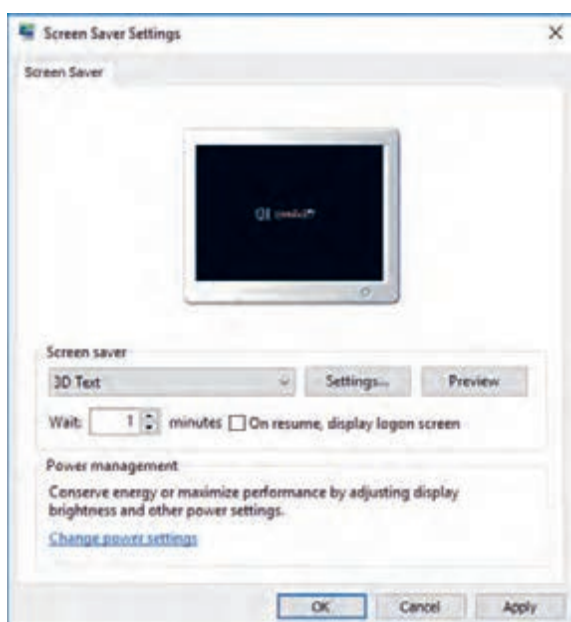 Screen Saver Settings
Screen Saver
Screen saver
3D Text
Settings...
Preview
Wait: 1 minutes On resume, display logon screen
Power management
Conserve energy or maximize performance by adjusting display
brightness and other power settings.
Change power settings
OK Cancel Apply